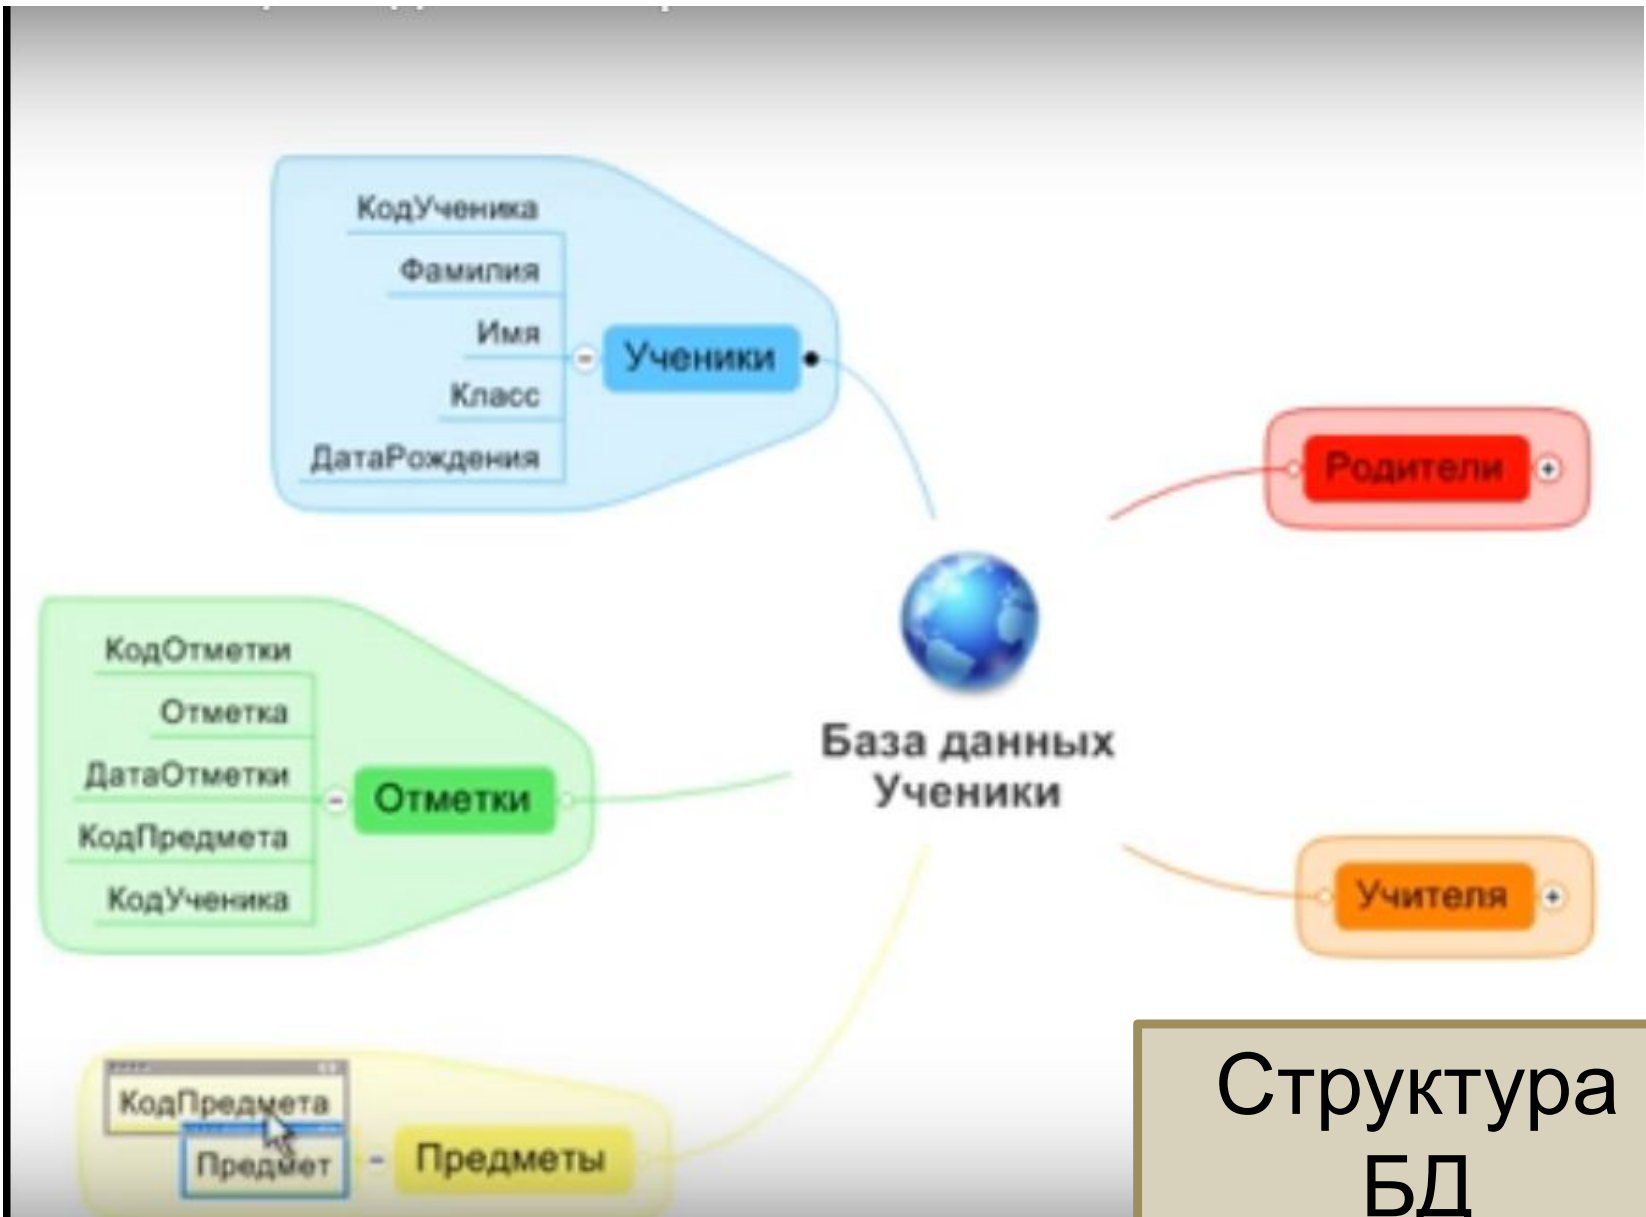 КодУченика
Фамилия
Имя
Класс
ДатаРождения
Ученики
Родители
КодОтметки
Отметка
ДатаОтметки
КодПредмета
КодУченика
Отметки
База данных
Ученики
Учителя
КодПредмета
Предмет
Предметы
Структура
БД